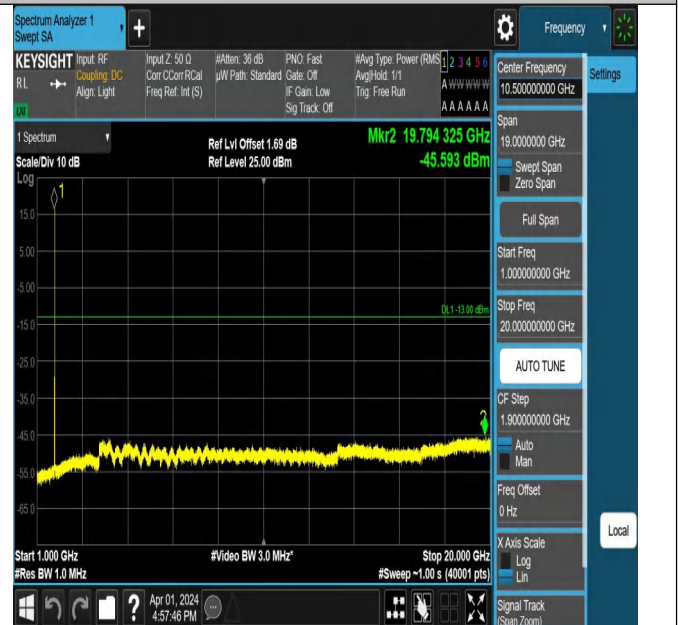 Spectrum Analyzer 1
Swept SA
+
Frequency
KEYSIGHT
RL
Input: RF
Coupling: DC
Align: Light
Input Z: 50 Ω
Corr CCorr RCal
Freq Ref: Int (S)
#Atten: 36 dB
µW Path: Standard
PNO: Fast
Gate: Off
IF Gain: Low
Sig Track: Off
#Avg Type: Power (RMS
Avg|Hold: 1/1
Trig: Free Run
1 2 3 4 5 6
A W W W W W
A A A A A A
Center Frequency
10.500000000 GHz
Settings
Span
19.0000000 GHz
Swept Span
Zero Span
Full Span
Start Freq
1.000000000 GHz
Stop Freq
20.000000000 GHz
AUTO TUNE
CF Step
1.900000000 GHz
Auto
Man
Freq Offset
0 Hz
X Axis Scale
Log
Lin
Signal Track
(Span Zoom)
Local
1 Spectrum
Scale/Div 10 dB
Log
Ref Lvl Offset 1.69 dB
Ref Level 25.00 dBm
Mkr2 19.794 325 GHz
-45.593 dBm
1
15.0
5.00
-5.00
DL1 -13.00 dBm
-15.0
-25.0
-35.0
-45.0
-55.0
-65.0
Start 1.000 GHz
#Res BW 1.0 MHz
#Video BW 3.0 MHz*
Stop 20.000 GHz
#Sweep ~1.00 s (40001 pts)
?
Apr 01, 2024
4:57:46 PM